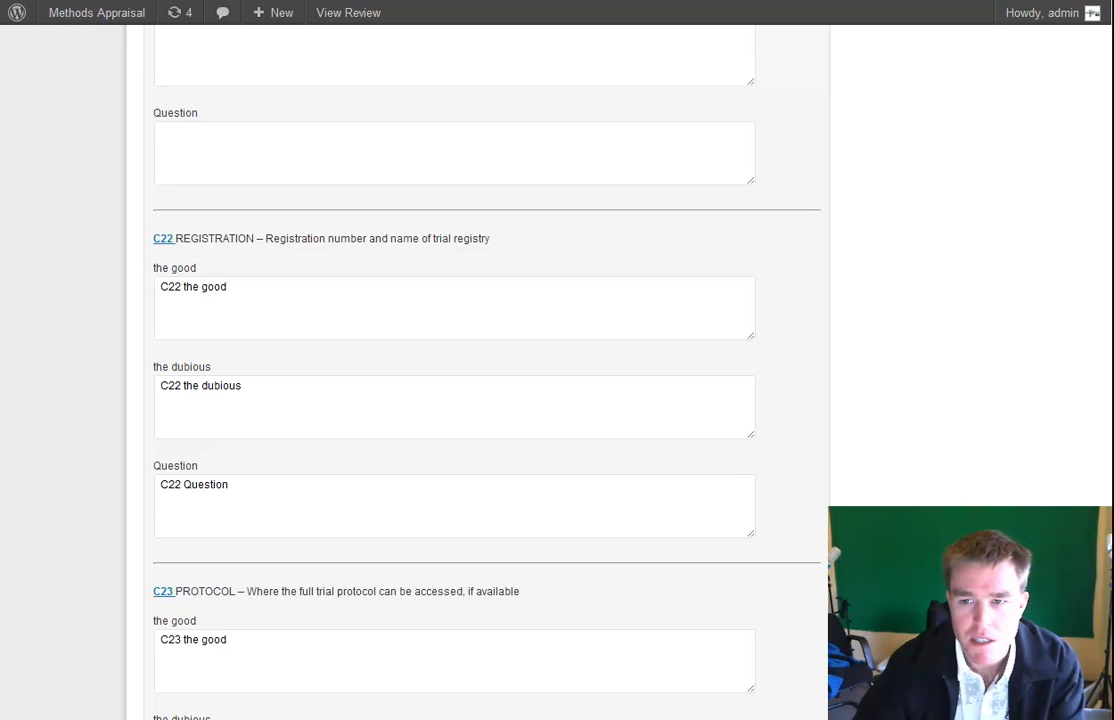 Methods Appraisal 4 New View Review Howdy, admin
Question
C22 REGISTRATION – Registration number and name of trial registry
the good
C22 the good
the dubious
C22 the dubious
Question
C22 Question
C23 PROTOCOL – Where the full trial protocol can be accessed, if available
the good
C23 the good
the dubious